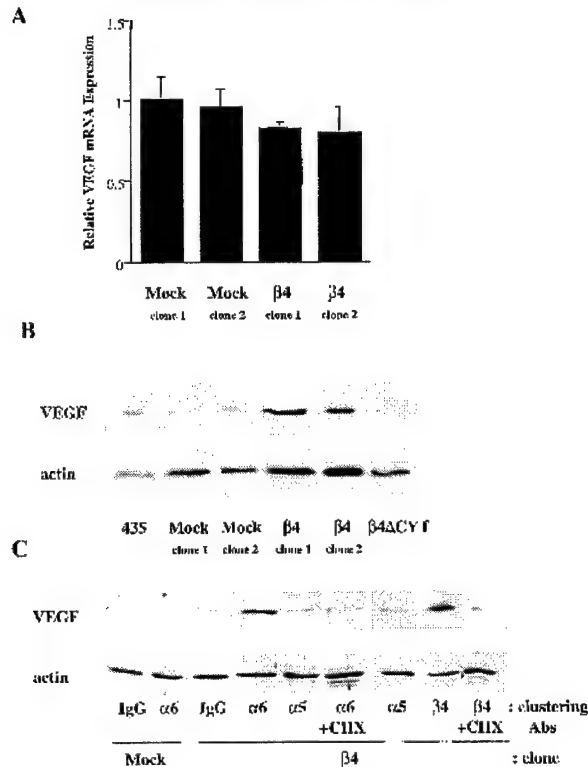 A
Relative VEGF mRNA Expression
1.5
1
0.5
0
Mock Mock β4 β4
clone 1 clone 2 clone 1 clone 2
B
VEGF
actin
435 Mock Mock β4 β4 β4ΔCYT
clone 1 clone 2 clone 1 clone 2
C
VEGF
actin
IgG α6 IgG α6 α5 α6 α5 β4 β4 : clustering
+CHX +CHX Abs
Mock β4 : clone